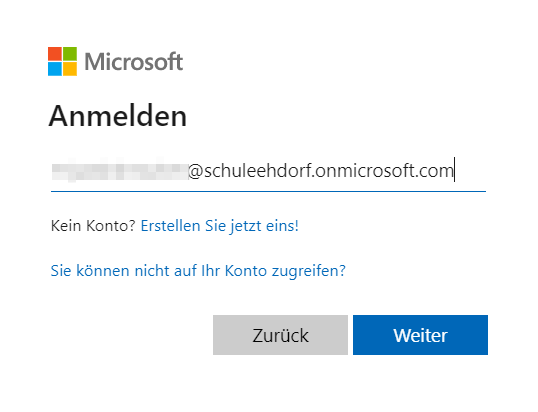 Microsoft
Anmelden
@schuleehdorf.onmicrosoft.com
Kein Konto? Erstellen Sie jetzt eins!
Sie können nicht auf Ihr Konto zugreifen?
Zurück
Weiter